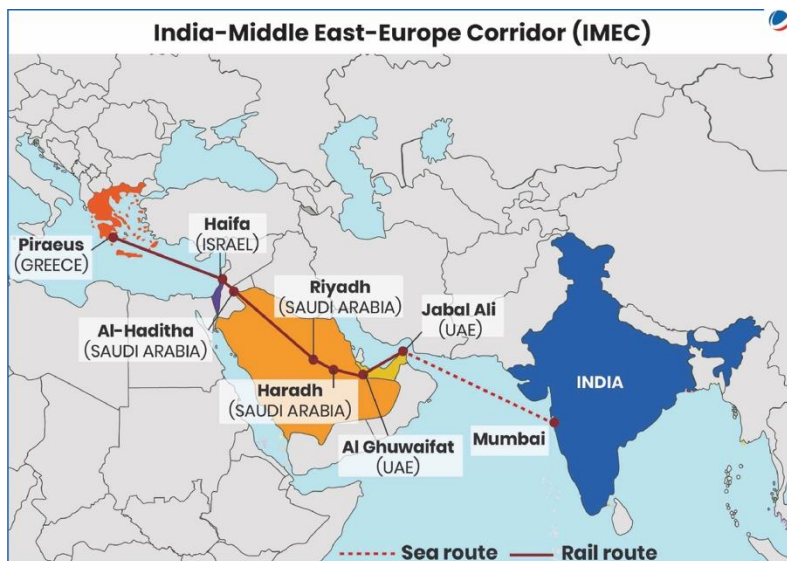 India-Middle East-Europe Corridor (IMEC)
Haifa
(ISRAEL)
Piraeus
(GREECE)
Riyadh
(SAUDI ARABIA)
Jabal Ali
(UAE)
Al-Haditha
(SAUDI ARABIA)
INDIA
Haradh
(SAUDI ARABIA)
Al Ghuwaifat
(UAE)
Mumbai
Sea route
Rail route